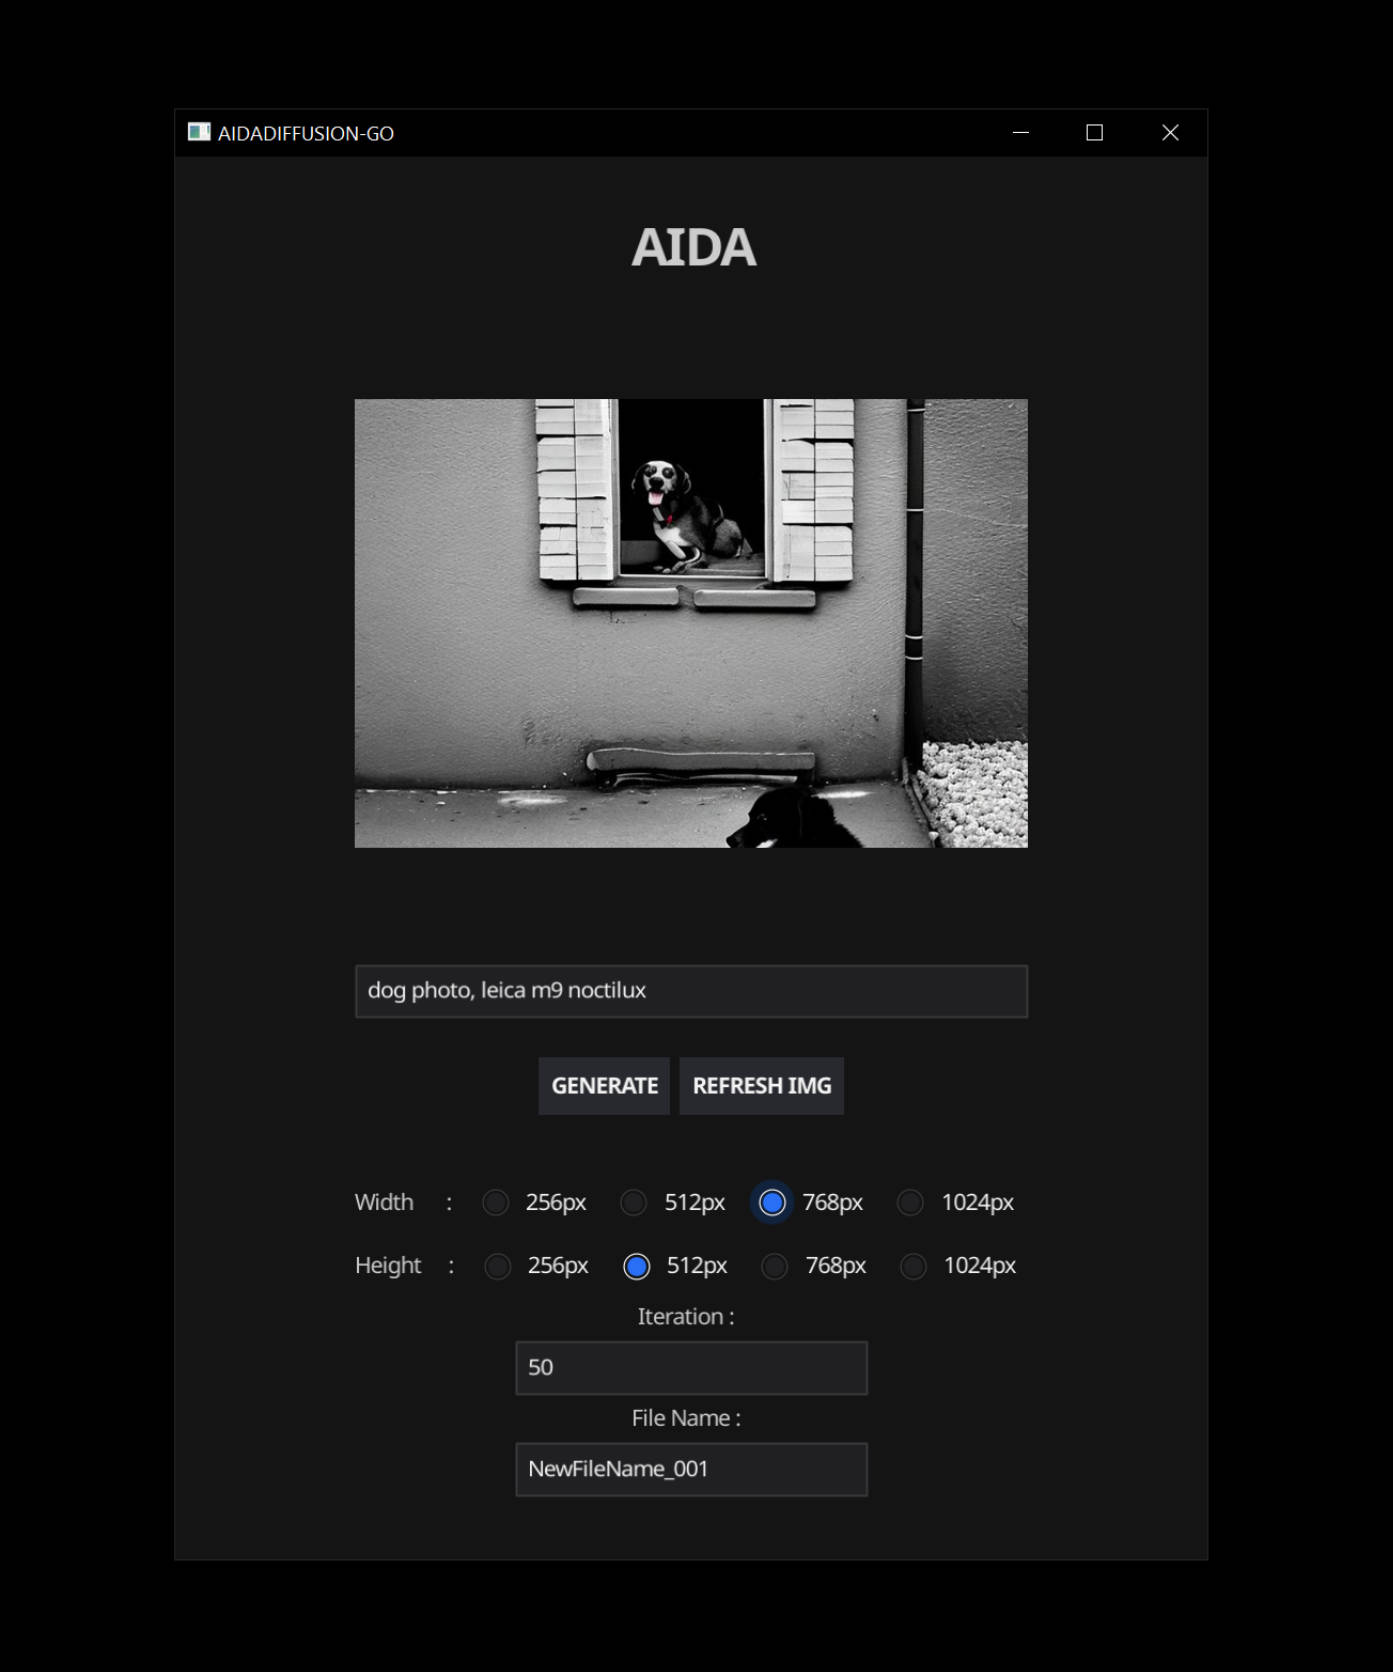 AIDADIFFUSION-GO
AIDA
dog photo, leica m9 noctilux
GENERATE REFRESH IMG
Width : 256px 512px 768px 1024px
Height : 256px 512px 768px 1024px
Iteration :
50
File Name :
NewFileName_001